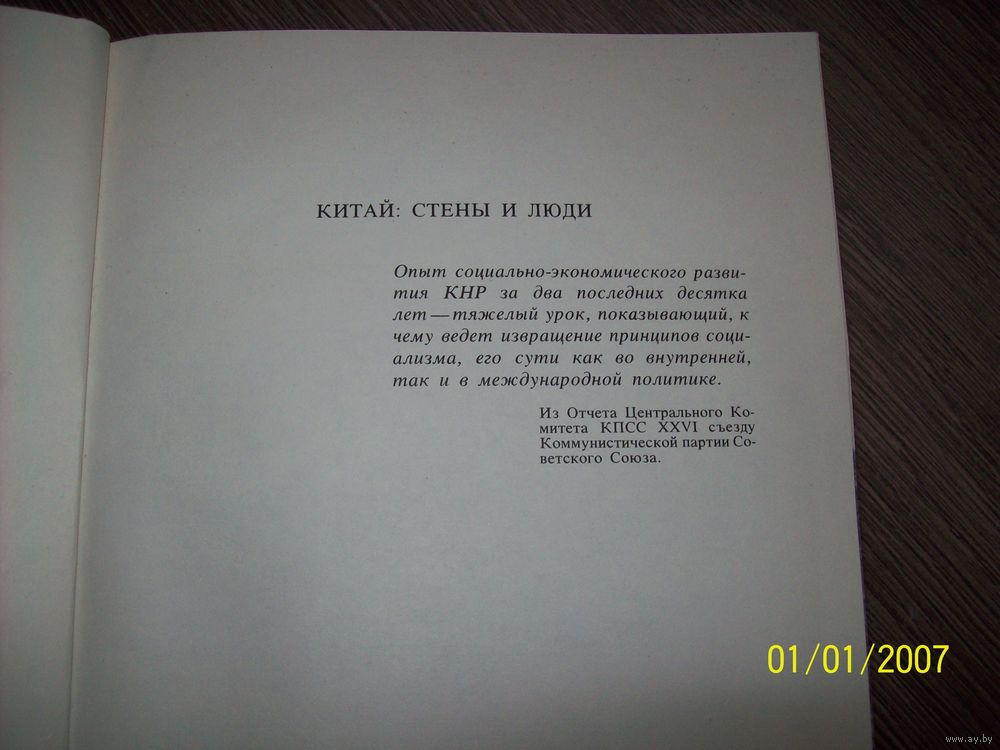 КИТАЙ: СТЕНЫ И ЛЮДИ
Опыт социально-экономического разви-
тия КНР за два последних десятка
лет — тяжелый урок, показывающий, к
чему ведет извращение принципов соци-
ализма, его сути как во внутренней,
так и в международной политике.
Из Отчета Центрального Ко-
митета КПСС XXVI съезду
Коммунистической партии Со-
ветского Союза.
01/01/2007
www.ay.by